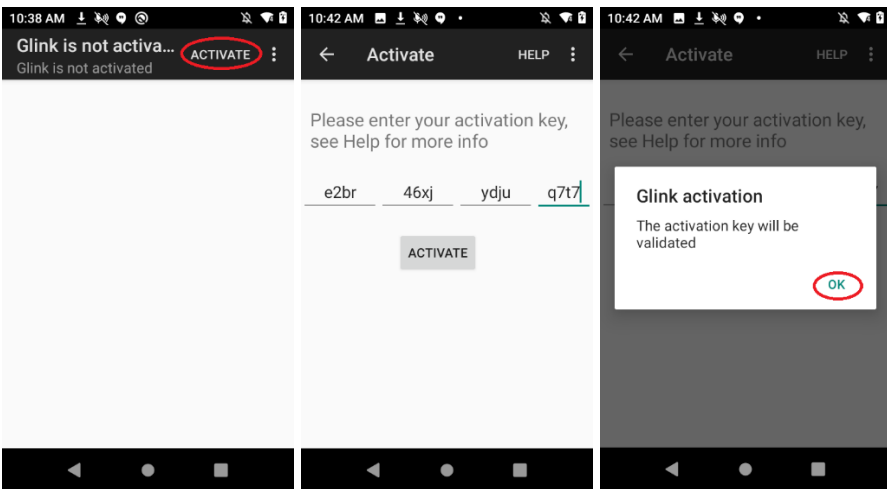 10:38 AM
Glink is not activa... ACTIVATE
Glink is not activated
10:42 AM
Activate HELP
Please enter your activation key,
see Help for more info
e2br 46xj ydju q7t7
ACTIVATE
10:42 AM
Activate HELP
Please enter your activation key,
see Help for more info
Glink activation
The activation key will be
validated
OK